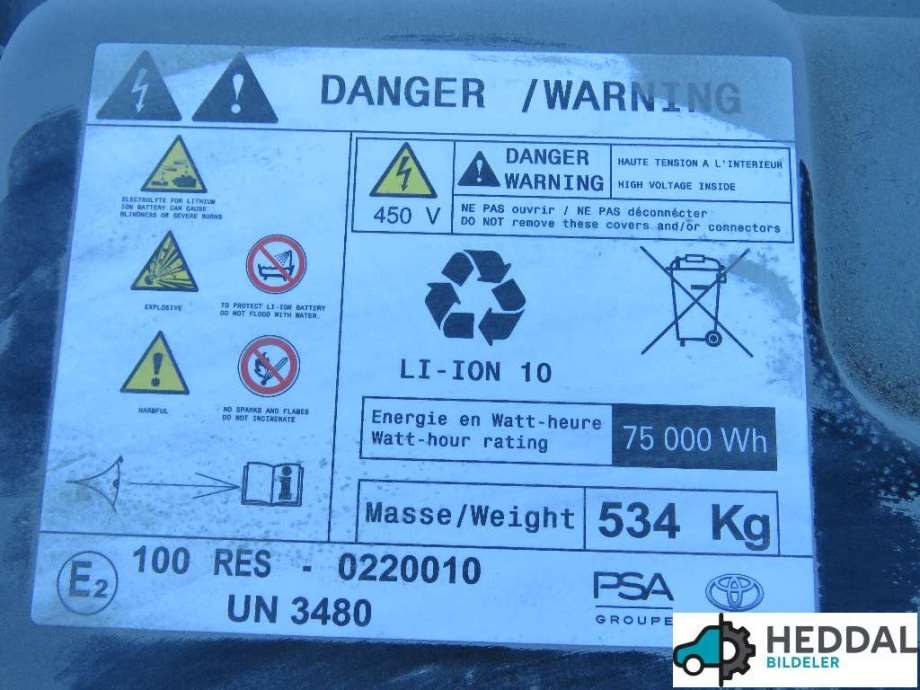 DANGER /WARNING
ELECTROLYTE FOR LITHIUM
ION BATTERY CAN CAUSE
BLINDNESS OR SEVERE BURNS
EXPLOSIVE
TO PROTECT LI-ION BATTERY
DO NOT FLOOD WITH WATER.
HARMFUL
NO SPARKS AND FLAMES
DO NOT INCINERATE
450 V
DANGER
WARNING
HAUTE TENSION A L'INTERIEUR
HIGH VOLTAGE INSIDE
NE PAS ouvrir / NE PAS déconnécter
DO NOT remove these covers and/or connectors
LI-ION 10
Energie en Watt-heure
Watt-hour rating
75 000 Wh
Masse/Weight
534 Kg
E2
100 RES - 0220010
UN 3480
PSA
GROUPE
HEDDAL
BILDELER